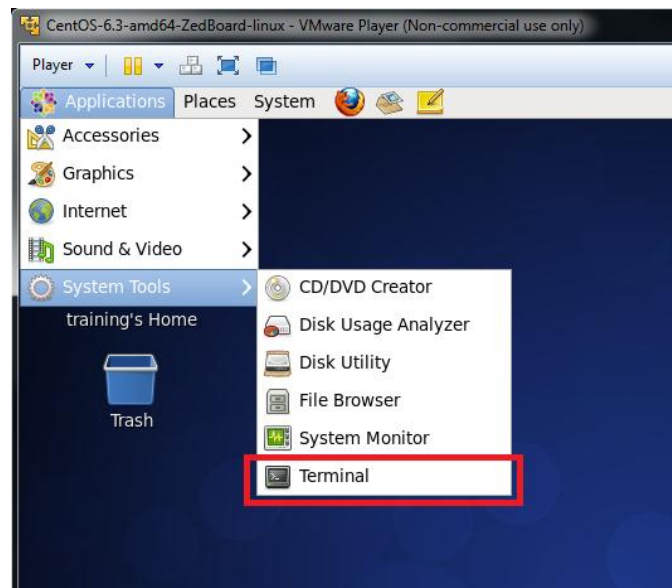 CentOS-6.3-amd64-ZedBoard-linux - VMware Player (Non-commercial use only)
Player
Applications Places System
Accessories
Graphics
Internet
Sound & Video
System Tools
CD/DVD Creator
Disk Usage Analyzer
Disk Utility
File Browser
System Monitor
Terminal
training's Home
Trash